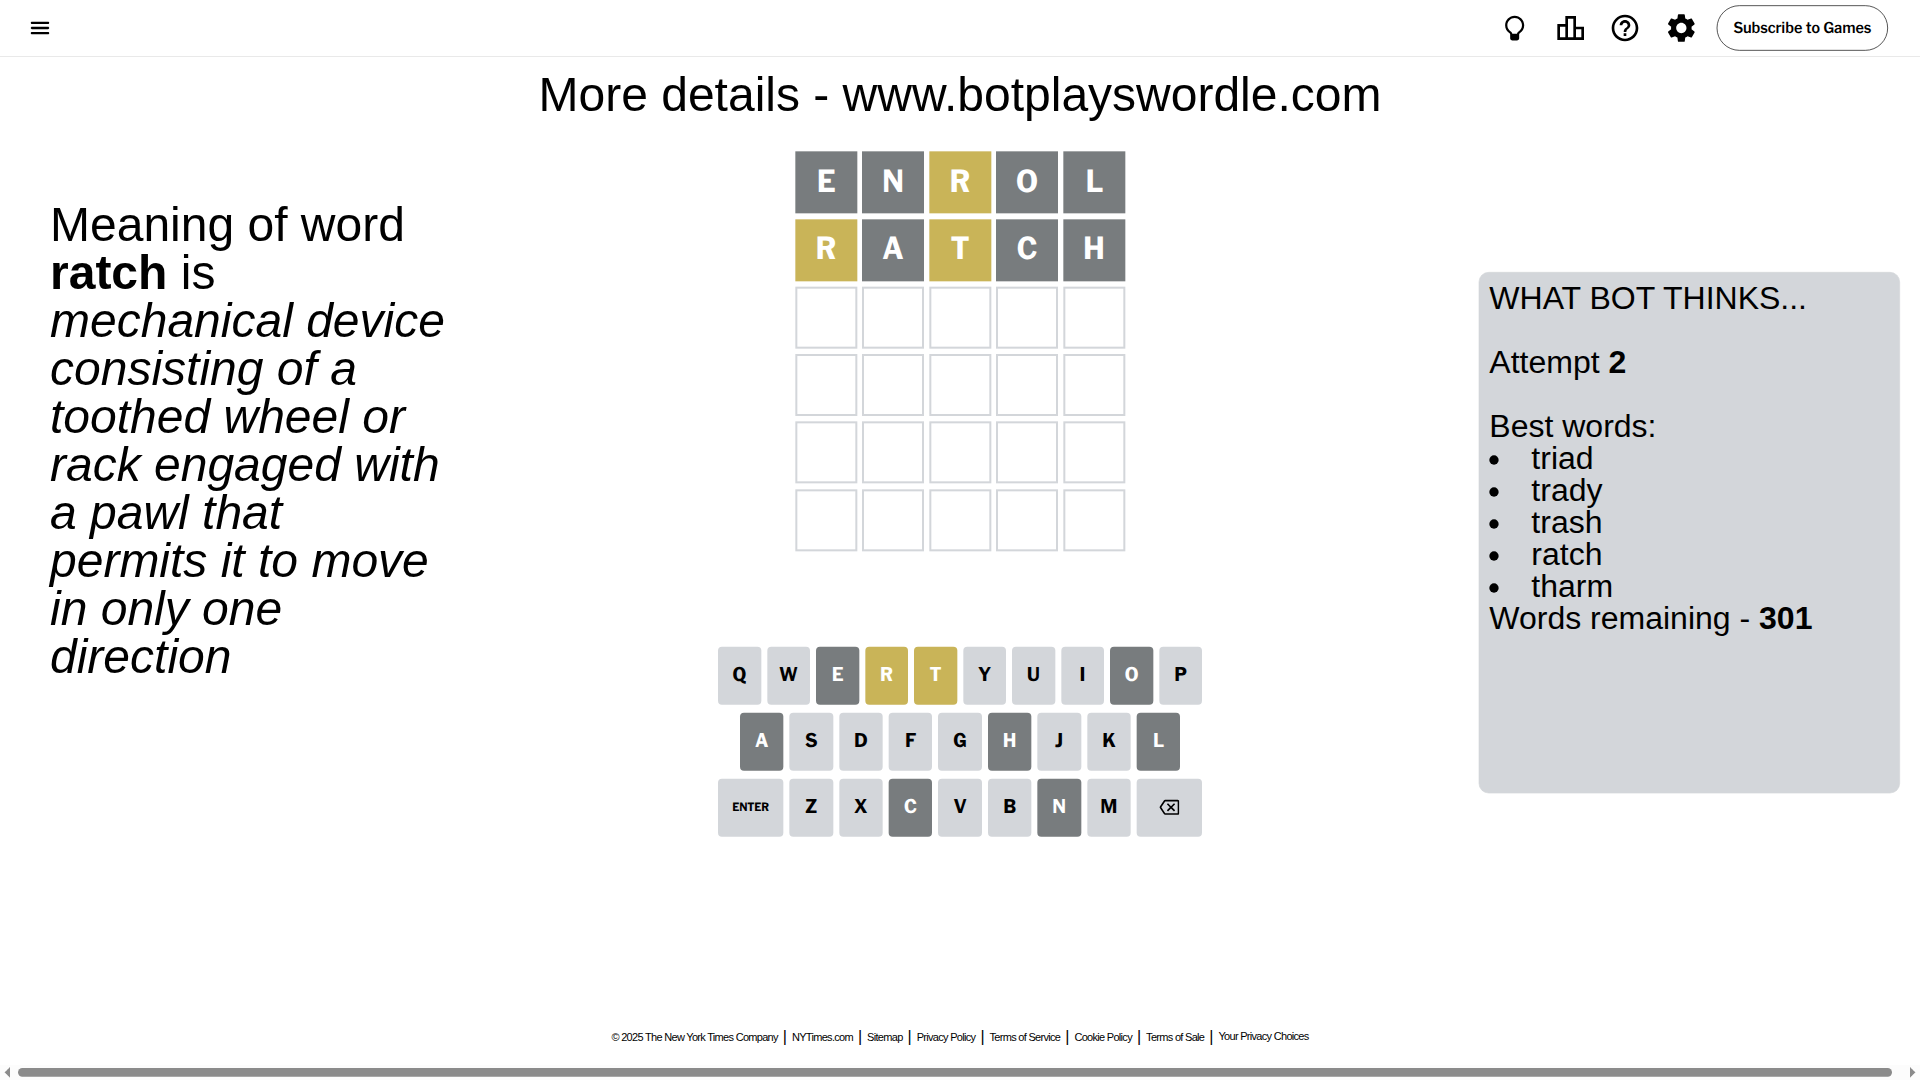 Subscribe to Games
More details - www.botplayswordle.com
Meaning of word
ratch is
mechanical device
consisting of a
toothed wheel or
rack engaged with
a pawl that
permits it to move
in only one
direction
E N R O L
R A T C H
WHAT BOT THINKS...
Attempt 2
Best words:
• triad
• trady
• trash
• ratch
• tharm
Words remaining - 301
Q W E R T Y U I O P
A S D F G H J K L
ENTER Z X C V B N M
© 2025 The New York Times Company | NYTimes.com | Sitemap | Privacy Policy | Terms of Service | Cookie Policy | Terms of Sale | Your Privacy Choices